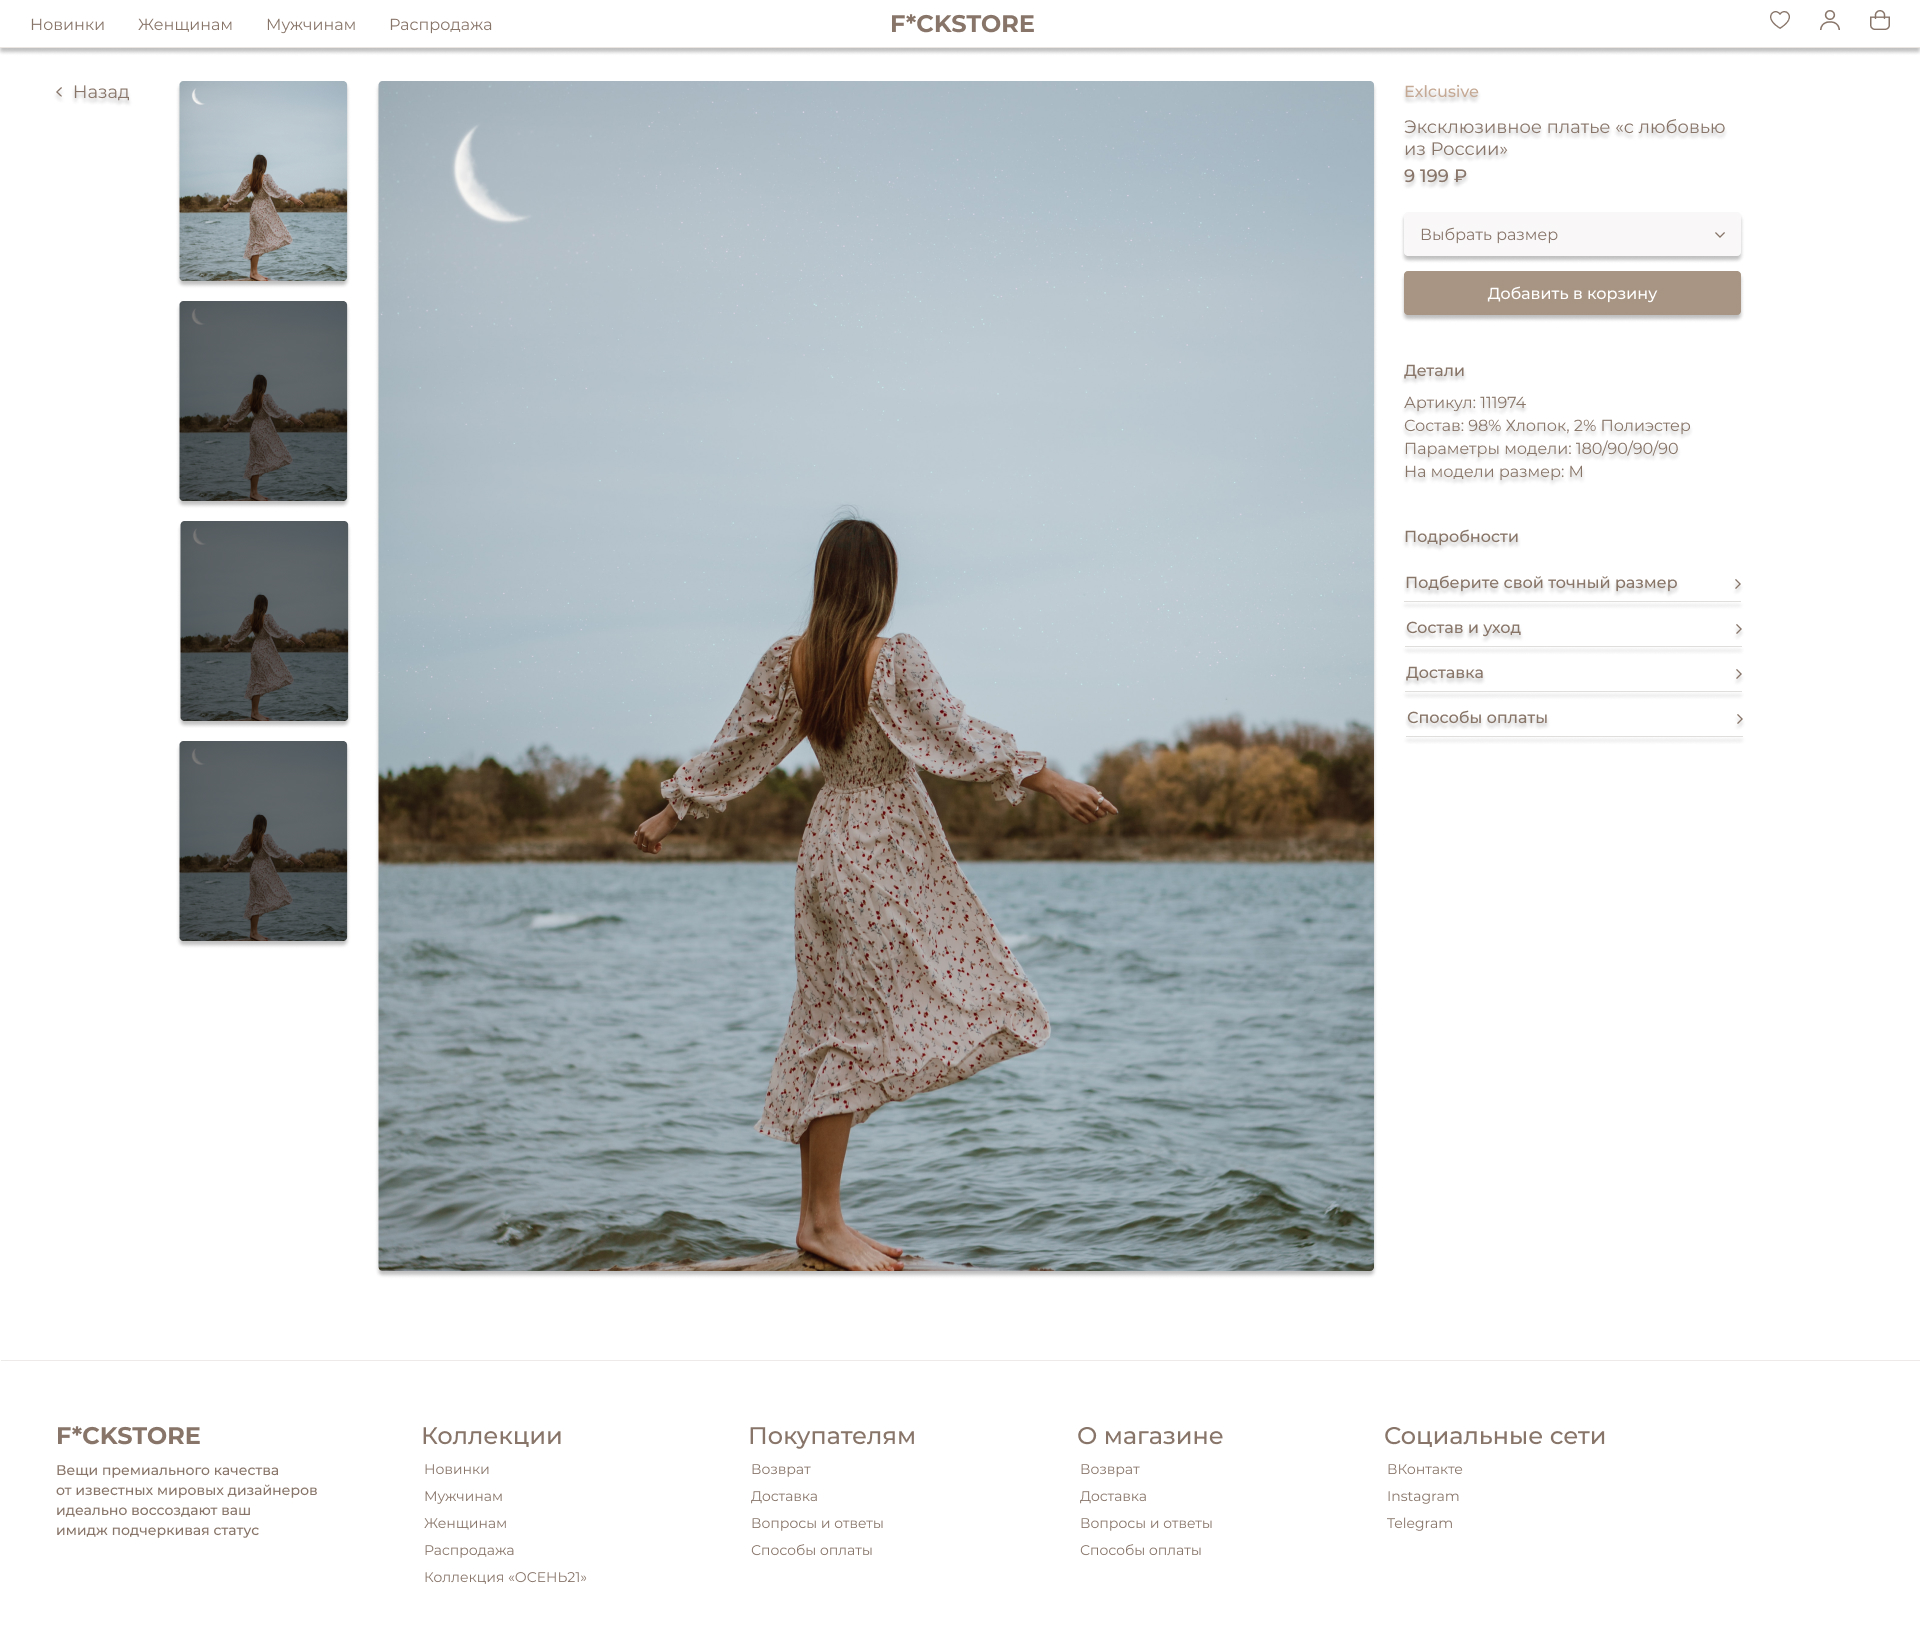 Новинки Женщинам Мужчинам Распродажа F*CKSTORE
Назад
Exlcusive
Эксклюзивное платье «с любовью
из России»
9 199 ₽
Выбрать размер
Добавить в корзину
Детали
Артикул: 111974
Состав: 98% Хлопок, 2% Полиэстер
Параметры модели: 180/90/90/90
На модели размер: M
Подробности
Подберите свой точный размер
Состав и уход
Доставка
Способы оплаты
F*CKSTORE
Вещи премиального качества
от известных мировых дизайнеров
идеально воссоздают ваш
имидж подчеркивая статус
Коллекции
Новинки
Мужчинам
Женщинам
Распродажа
Коллекция «ОСЕНЬ21»
Покупателям
Возврат
Доставка
Вопросы и ответы
Способы оплаты
О магазине
Возврат
Доставка
Вопросы и ответы
Способы оплаты
Социальные сети
ВКонтакте
Instagram
Telegram